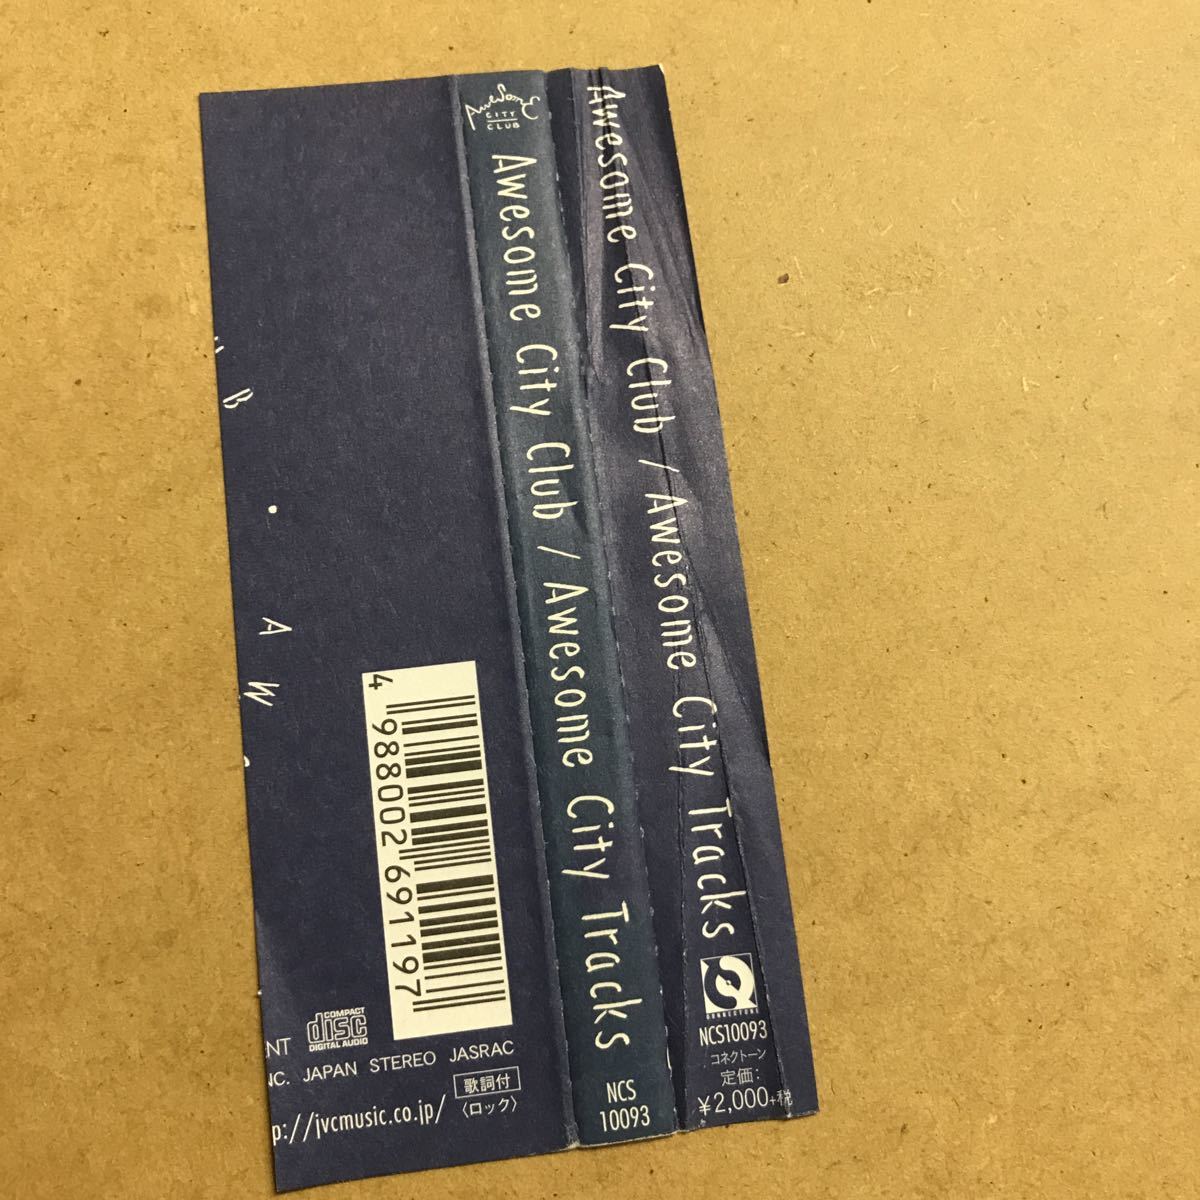 Awesome City Club / Awesome City Tracks
CONNECTONE
NCS10093
コネクトーン
定価:
¥2,000+税
Awesome
CITY
CLUB
Awesome City Club / Awesome City Tracks
NCS
10093
B
A
W
4 988002 691197
COMPACT
disc
DIGITAL AUDIO
NT
NC. JAPAN STEREO JASRAC
歌詞付
p://jvcmusic.co.jp/
〈ロック〉